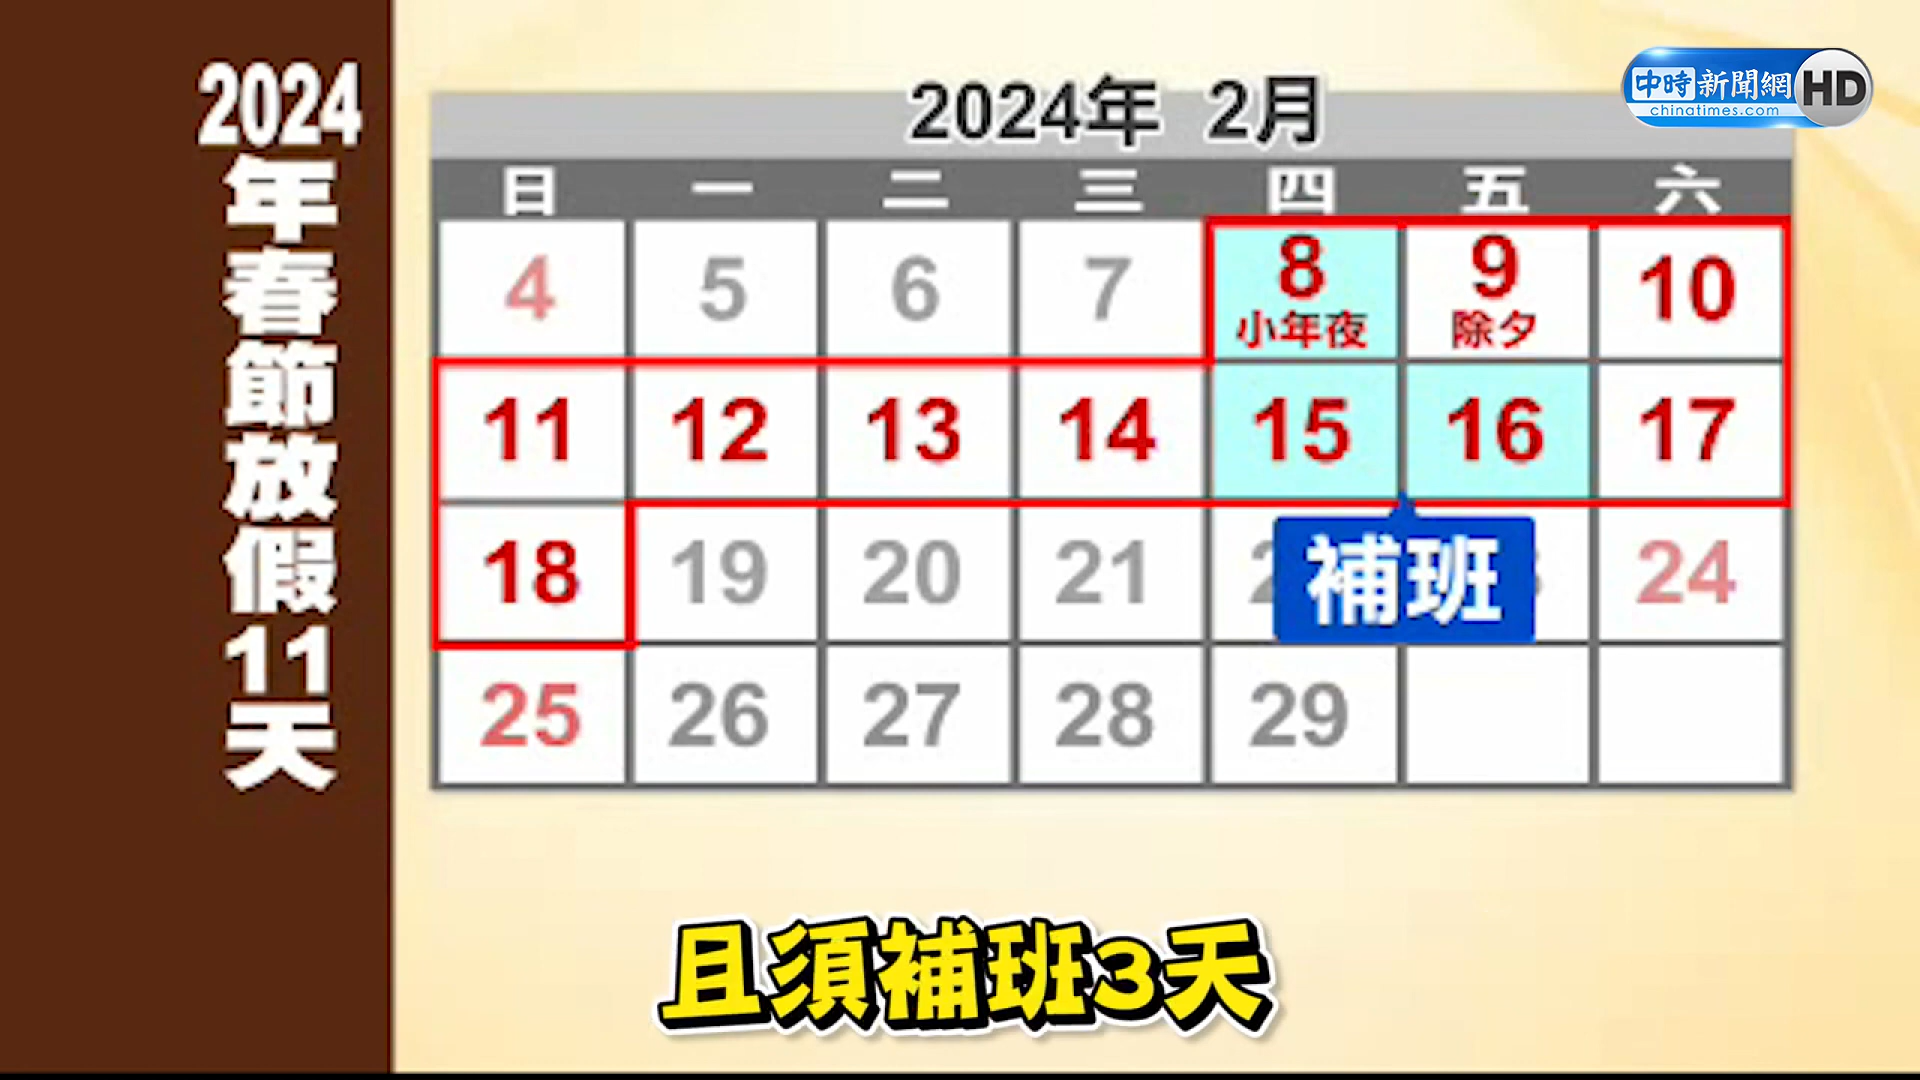 2024年春節放假11天
中時新聞網HD
chinatimes.com
2024年 2月
日 一 二 三 四 五 六
4 5 6 7 8 9 10
小年夜 除夕
11 12 13 14 15 16 17
18 19 20 21 24
補班
25 26 27 28 29
且須補班3天